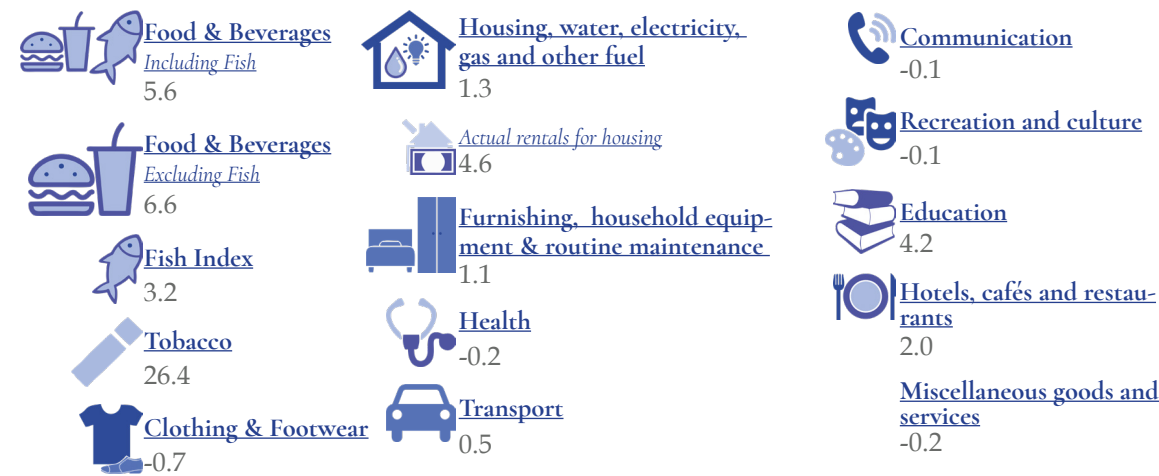 Food & Beverages
Including Fish
5.6
Food & Beverages
Excluding Fish
6.6
Fish Index
3.2
Tobacco
26.4
Clothing & Footwear
-0.7
Housing, water, electricity,
gas and other fuel
1.3
Actual rentals for housing
4.6
Furnishing, household equip-
ment & routine maintenance
1.1
Health
-0.2
Transport
0.5
Communication
-0.1
Recreation and culture
-0.1
Education
4.2
Hotels, cafés and restau-
rants
2.0
Miscellaneous goods and
services
-0.2